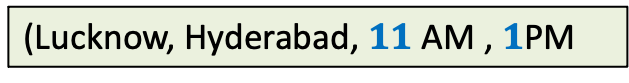 (Lucknow, Hyderabad, 11 AM , 1PM